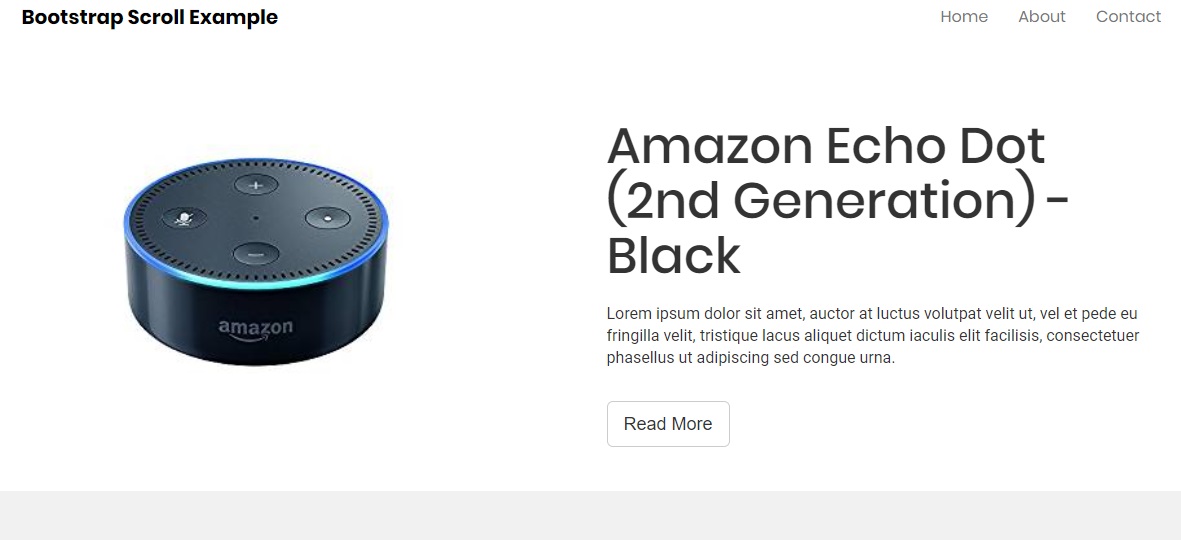 Bootstrap Scroll Example
Home About Contact
Amazon Echo Dot
(2nd Generation) -
Black
Lorem ipsum dolor sit amet, auctor at luctus volutpat velit ut, vel et pede eu
fringilla velit, tristique lacus aliquet dictum iaculis elit facilisis, consectetuer
phasellus ut adipiscing sed congue urna.
Read More
amazon